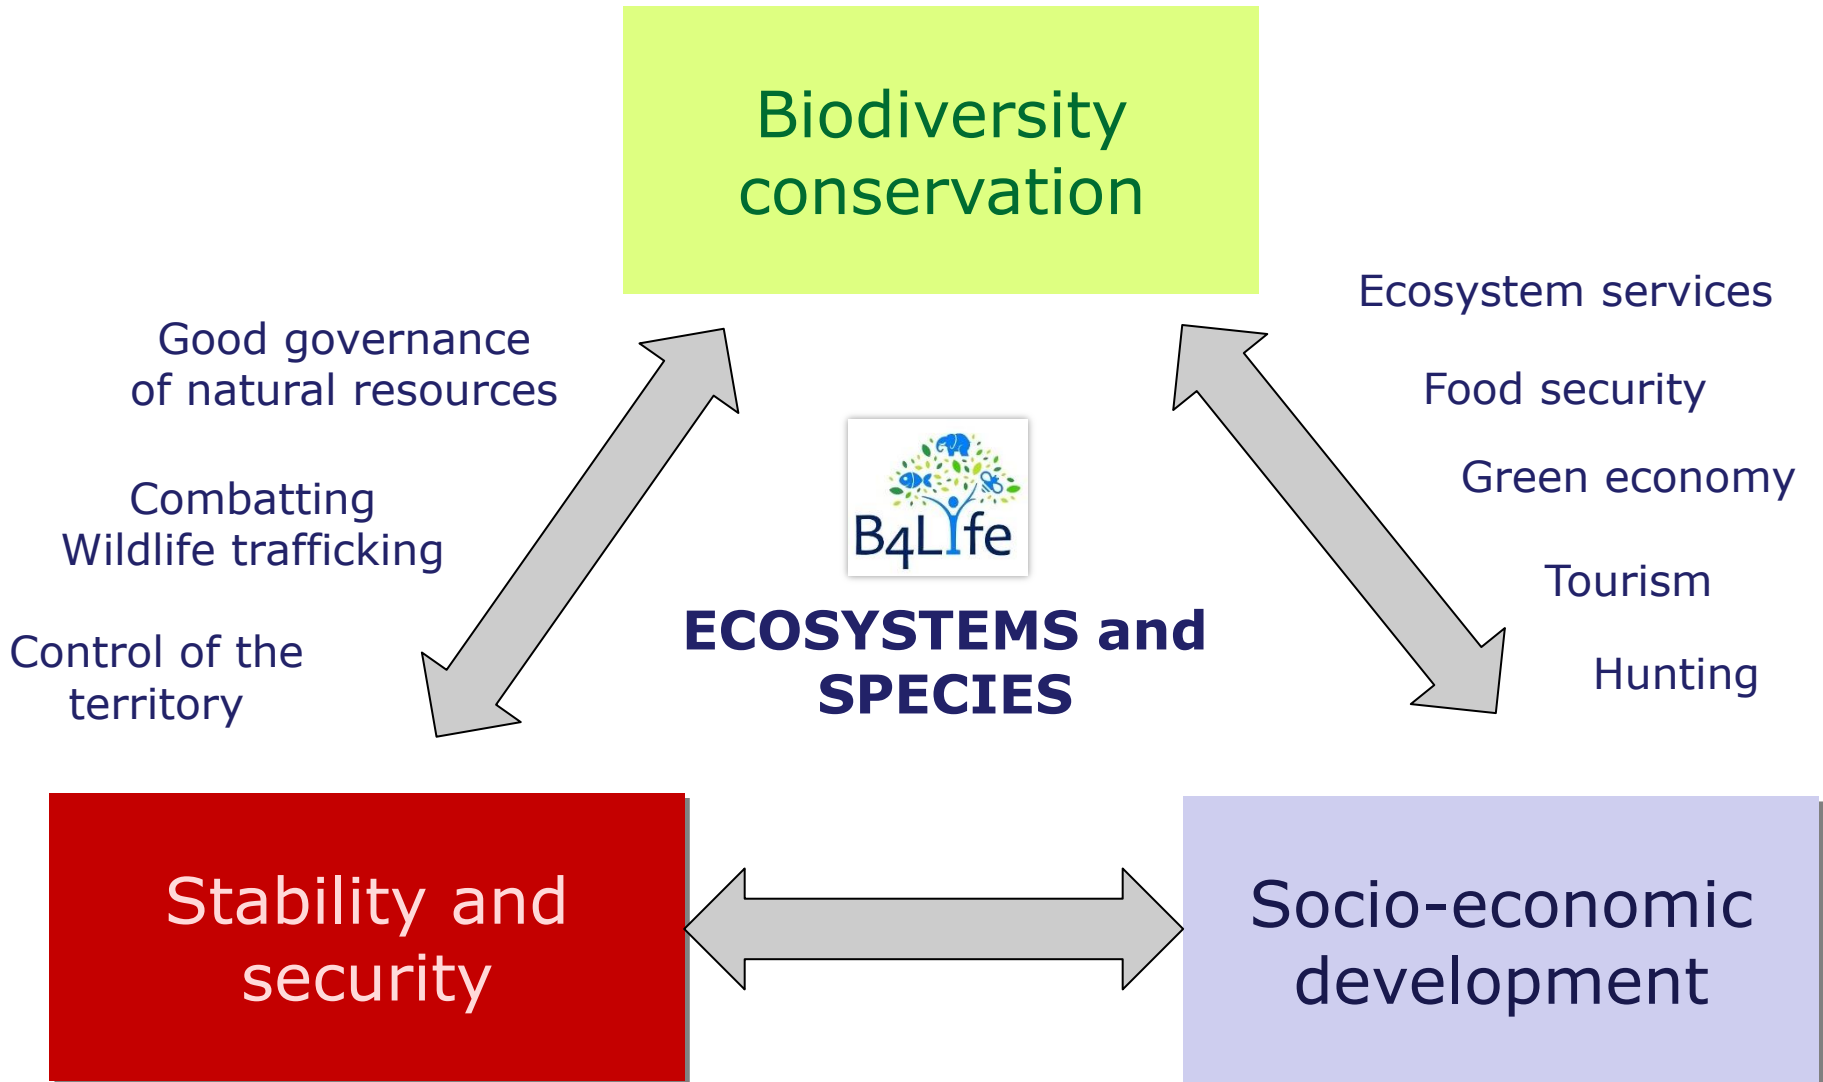 Biodiversity
conservation
Good governance
of natural resources
Combatting
Wildlife trafficking
Control of the
territory
Ecosystem services
Food security
Green economy
Tourism
Hunting
B4Life
ECOSYSTEMS and
SPECIES
Stability and
security
Socio-economic
development